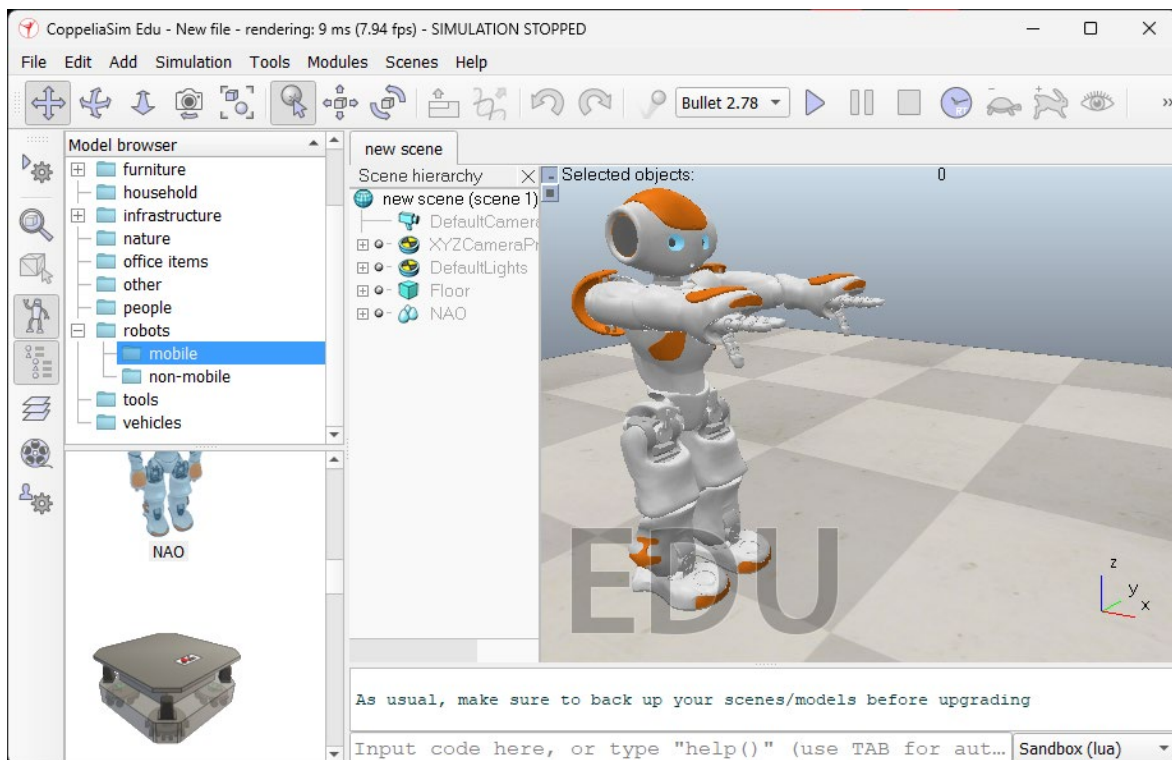 CoppeliaSim Edu - New file - rendering: 9 ms (7.94 fps) - SIMULATION STOPPED
File Edit Add Simulation Tools Modules Scenes Help
Bullet 2.78
RT
»
Model browser
furniture
household
infrastructure
nature
office items
other
people
robots
mobile
non-mobile
tools
vehicles
NAO
new scene
Scene hierarchy
new scene (scene 1)
DefaultCamera
XYZCameraPr
DefaultLights
Floor
NAO
Selected objects: 0
EDU
z
y
x
As usual, make sure to back up your scenes/models before upgrading
Input code here, or type "help()" (use TAB for aut...
Sandbox (lua)